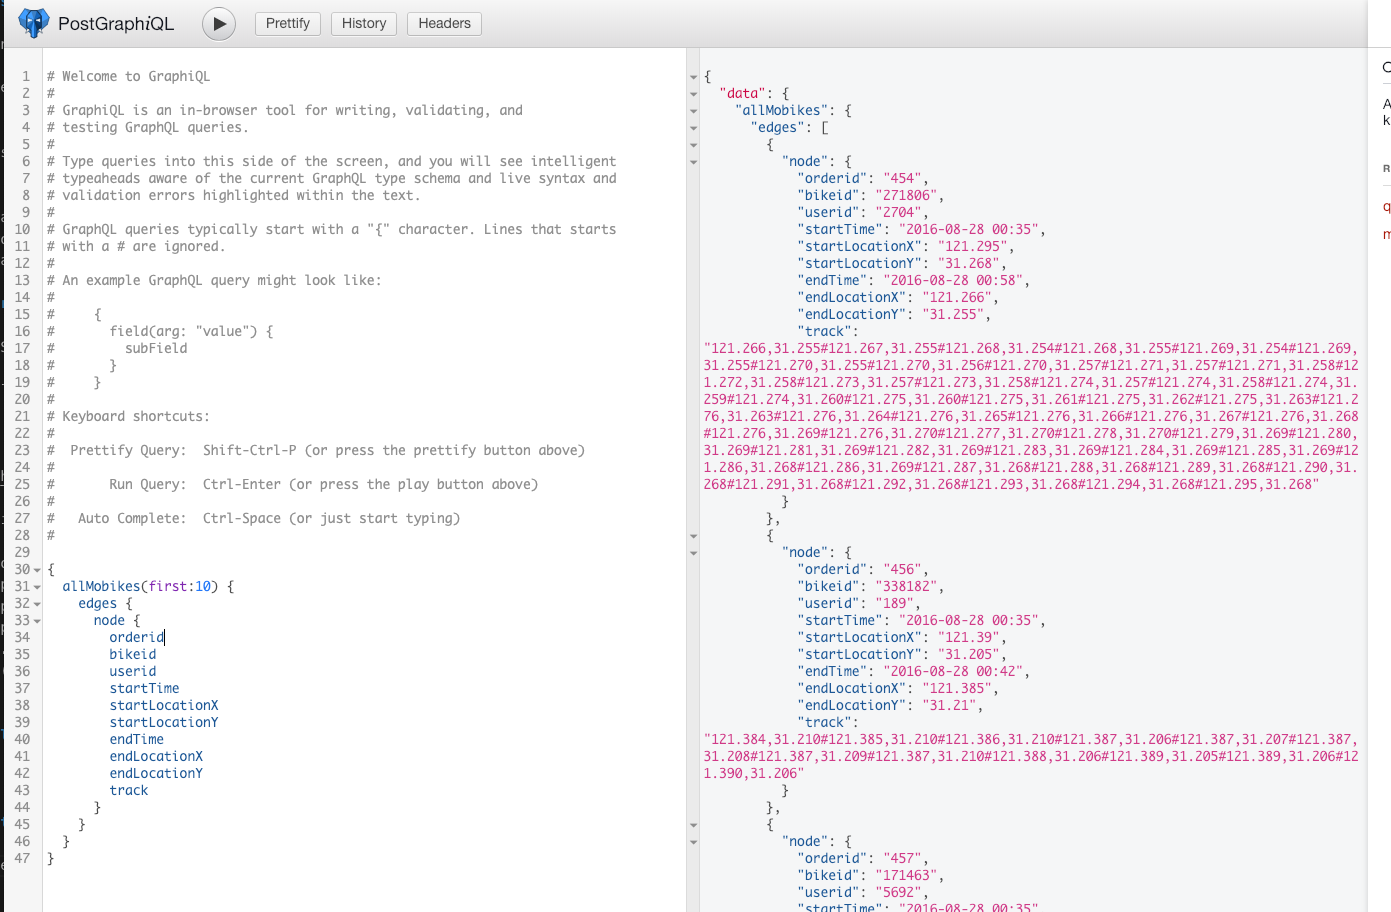 PostGraphiQL
Prettify
History
Headers
1 # Welcome to GraphiQL
2 #
3 # GraphiQL is an in-browser tool for writing, validating, and
4 # testing GraphQL queries.
5 #
6 # Type queries into this side of the screen, and you will see intelligent
7 # typeaheads aware of the current GraphQL type schema and live syntax and
8 # validation errors highlighted within the text.
9 #
10 # GraphQL queries typically start with a "{" character. Lines that starts
11 # with a # are ignored.
12 #
13 # An example GraphQL query might look like:
14 #
15 #     {
16 #       field(arg: "value") {
17 #         subField
18 #       }
19 #     }
20 #
21 # Keyboard shortcuts:
22 #
23 #  Prettify Query:  Shift-Ctrl-P (or press the prettify button above)
24 #
25 #       Run Query:  Ctrl-Enter (or press the play button above)
26 #
27 #   Auto Complete:  Ctrl-Space (or just start typing)
28 #
29
30 {
31   allMobikes(first:10) {
32     edges {
33       node {
34         orderid
35         bikeid
36         userid
37         startTime
38         startLocationX
39         startLocationY
40         endTime
41         endLocationX
42         endLocationY
43         track
44       }
45     }
46   }
47 }
{
  "data": {
    "allMobikes": {
      "edges": [
        {
          "node": {
            "orderid": "454",
            "bikeid": "271806",
            "userid": "2704",
            "startTime": "2016-08-28 00:35",
            "startLocationX": "121.295",
            "startLocationY": "31.268",
            "endTime": "2016-08-28 00:58",
            "endLocationX": "121.266",
            "endLocationY": "31.255",
            "track":
"121.266,31.255#121.267,31.255#121.268,31.254#121.268,31.255#121.269,31.254#121.269,
31.255#121.270,31.255#121.270,31.256#121.270,31.257#121.271,31.257#121.271,31.258#12
1.272,31.258#121.273,31.257#121.273,31.258#121.274,31.257#121.274,31.258#121.274,31.
259#121.274,31.260#121.275,31.260#121.275,31.261#121.275,31.262#121.275,31.263#121.2
76,31.263#121.276,31.264#121.276,31.265#121.276,31.266#121.276,31.267#121.276,31.268
#121.276,31.269#121.276,31.270#121.277,31.270#121.278,31.270#121.279,31.269#121.280,
31.269#121.281,31.269#121.282,31.269#121.283,31.269#121.284,31.269#121.285,31.269#12
1.286,31.268#121.286,31.269#121.287,31.268#121.288,31.268#121.289,31.268#121.290,31.
268#121.291,31.268#121.292,31.268#121.293,31.268#121.294,31.268#121.295,31.268"
          }
        },
        {
          "node": {
            "orderid": "456",
            "bikeid": "338182",
            "userid": "189",
            "startTime": "2016-08-28 00:35",
            "startLocationX": "121.39",
            "startLocationY": "31.205",
            "endTime": "2016-08-28 00:42",
            "endLocationX": "121.385",
            "endLocationY": "31.21",
            "track":
"121.384,31.210#121.385,31.210#121.386,31.210#121.387,31.206#121.387,31.207#121.387,
31.208#121.387,31.209#121.387,31.210#121.388,31.206#121.389,31.205#121.389,31.206#12
1.390,31.206"
          }
        },
        {
          "node": {
            "orderid": "457",
            "bikeid": "171463",
            "userid": "5692",
            "startTime": "2016-08-28 00:35"